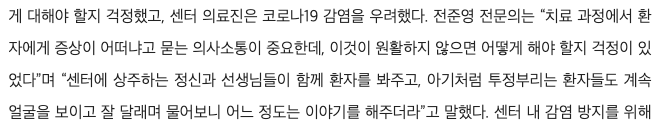 게 대해야 할지 걱정했고, 센터 의료진은 코로나19 감염을 우려했다. 전준영 전문의는 “치료 과정에서 환
자에게 증상이 어떠냐고 묻는 의사소통이 중요한데, 이것이 원활하지 않으면 어떻게 해야 할지 걱정이 있
었다”며 “센터에 상주하는 정신과 선생님들이 함께 환자를 봐주고, 아기처럼 투정부리는 환자들도 계속
얼굴을 보이고 잘 달래며 물어보니 어느 정도는 이야기를 해주더라”고 말했다. 센터 내 감염 방지를 위해